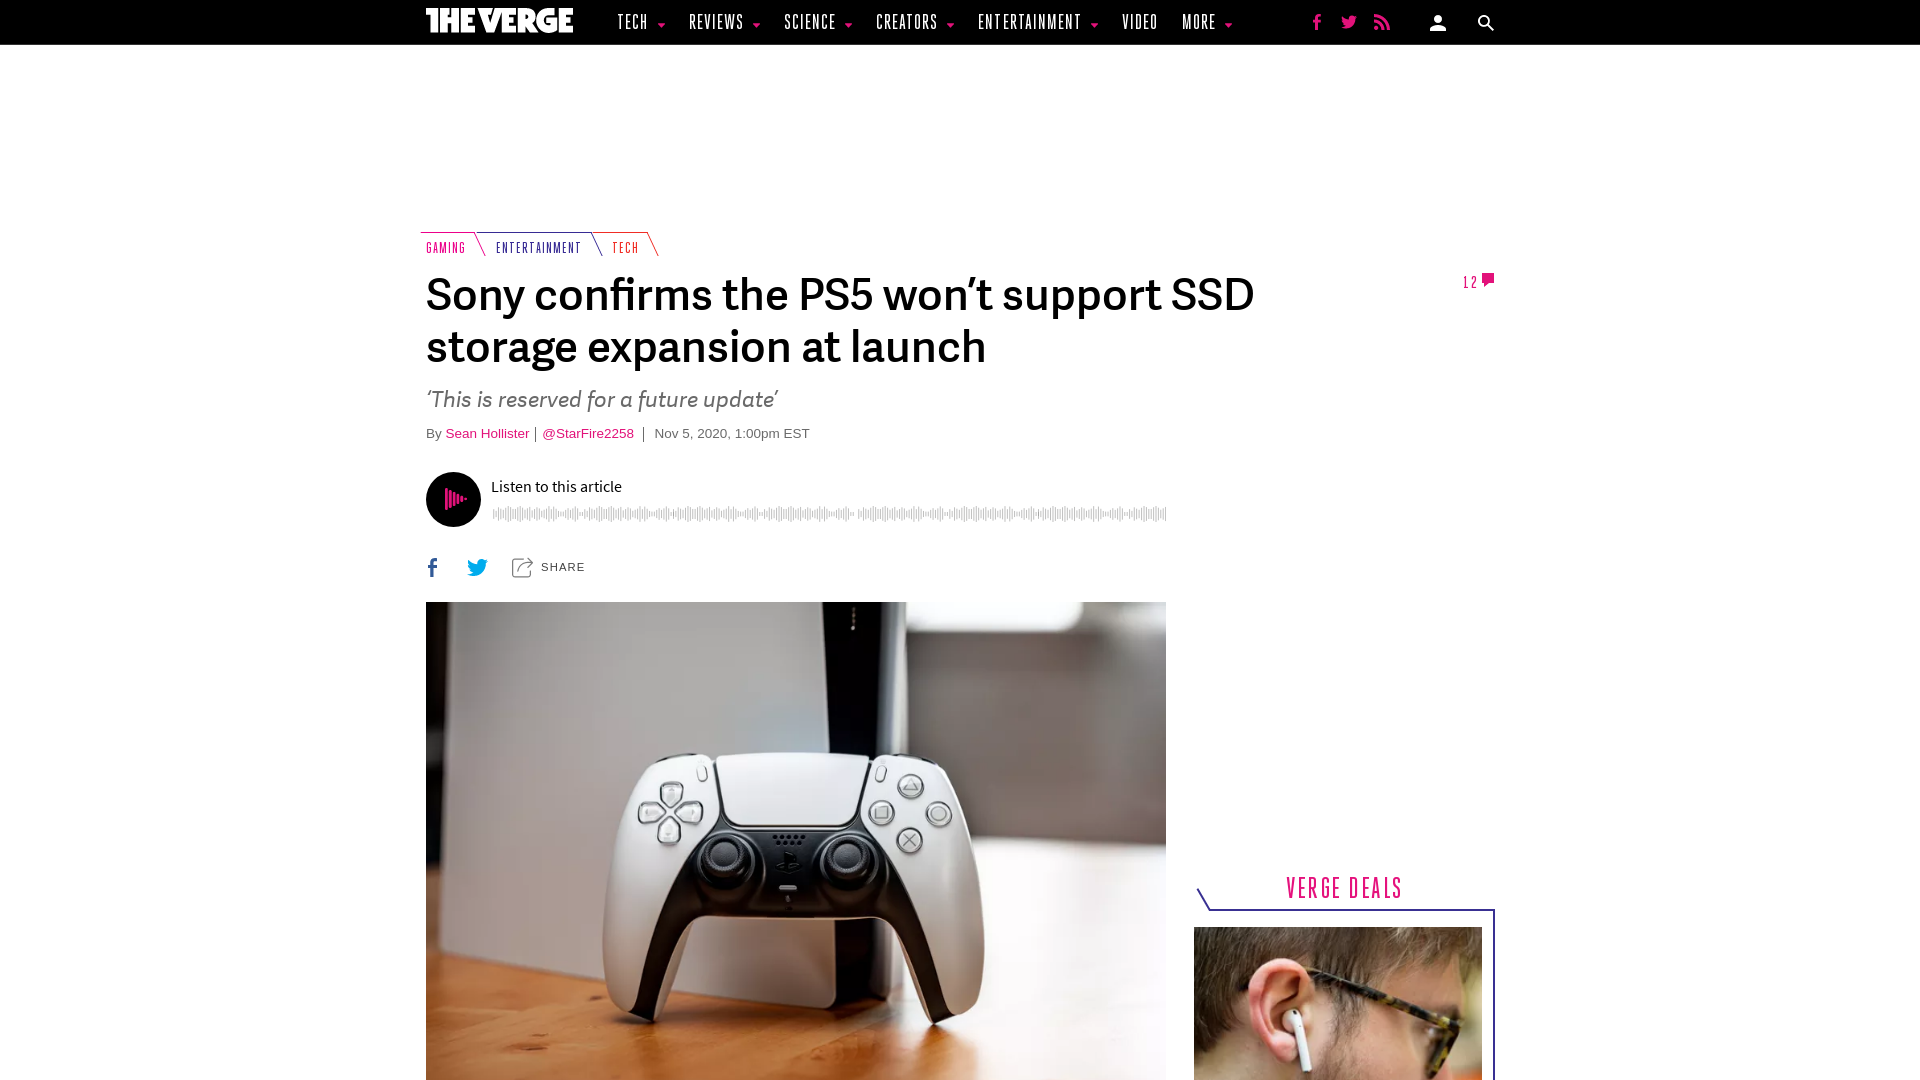 THE VERGE
TECH REVIEWS SCIENCE CREATORS ENTERTAINMENT VIDEO MORE
GAMING ENTERTAINMENT TECH
Sony confirms the PS5 won’t support SSD
storage expansion at launch
12
‘This is reserved for a future update’
By Sean Hollister | @StarFire2258 | Nov 5, 2020, 1:00pm EST
Listen to this article
SHARE
VERGE DEALS